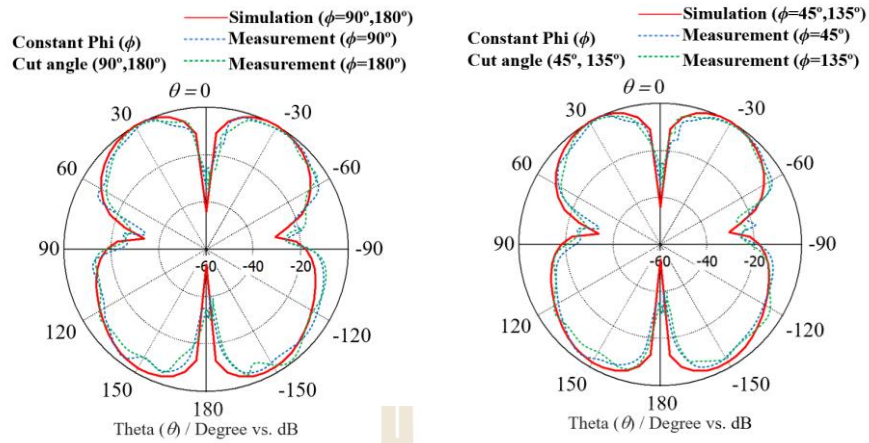 Simulation (ϕ=90º,180º)
Constant Phi (ϕ)
Measurement (ϕ=90º)
Cut angle (90º,180º)
Measurement (ϕ=180º)
θ = 0
30
-30
60
-60
90
-60 -40 -20
-90
120
-120
150
-150
180
Theta (θ) / Degree vs. dB
Simulation (ϕ=45º,135º)
Constant Phi (ϕ)
Measurement (ϕ=45º)
Cut angle (45º, 135º)
Measurement (ϕ=135º)
θ = 0
30
-30
60
-60
90
-60 -40 -20
-90
120
-120
150
-150
180
Theta (θ) / Degree vs. dB